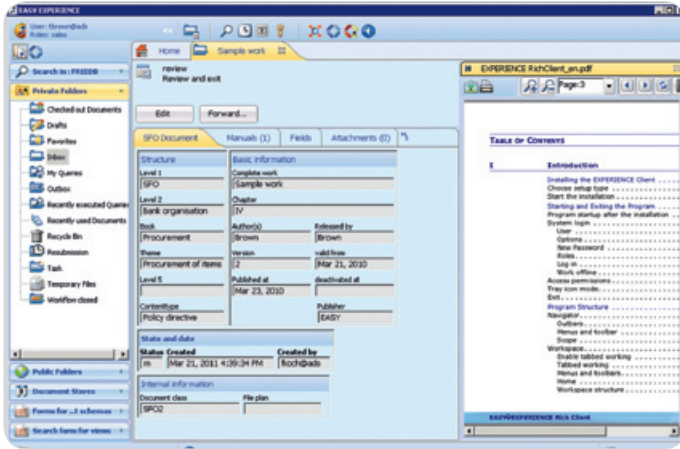 EASY EXPERIENCE
User: fbrown@ads
Roles: sales
Home
Sample work
Search in: FREEDB
Private Folders
Checked out Documents
Drafts
Favorites
Inbox
My Queries
Outbox
Recently executed Queries
Recently used Documents
Recycle Bin
Resubmission
Task
Temporary Files
Workflow closed
Public Folders
Document Stores
Forms for ...t schemas
Search form for views
review
Review and exit
Edit
Forward...
SFO Document
Manuals (1)
Fields
Attachments (0)
Structure
Level 1
SFO
Level 2
Bank organisation
Book
Procurement
Theme
Procurement of items
Level 5
Contenttype
Policy directive
Basic information
Complete work
Sample work
Chapter
IV
Author(s)
Released by
Brown
Brown
Version
valid from
2
Mar 21, 2010
Published at
deactivated at
Mar 23, 2010
Publisher
EASY
State and date
Status Created
Created by
m
Mar 21, 2011 4:39:34 PM
fkoch@ads
Internal information
Document class
File plan
SFO2
EXPERIENCE RichClient_en.pdf
Page:3
TABLE OF CONTENTS
I
Introduction
Installing the EXPERIENCE Client
Choose setup type
Start the installation
Starting and Exiting the Program
Program startup after the installation
System login
User
Options
New Password
Roles
Log in
Work offline
Access permissions
Tray icon mode.
Exit
Program Structure
Navigator
Outbars
Menus and toolbar
Scope
Workspace
Enable tabbed working
Tabbed working
Menus and toolbars
Home
Workspace structure
EASY EXPERIENCE Rich Client